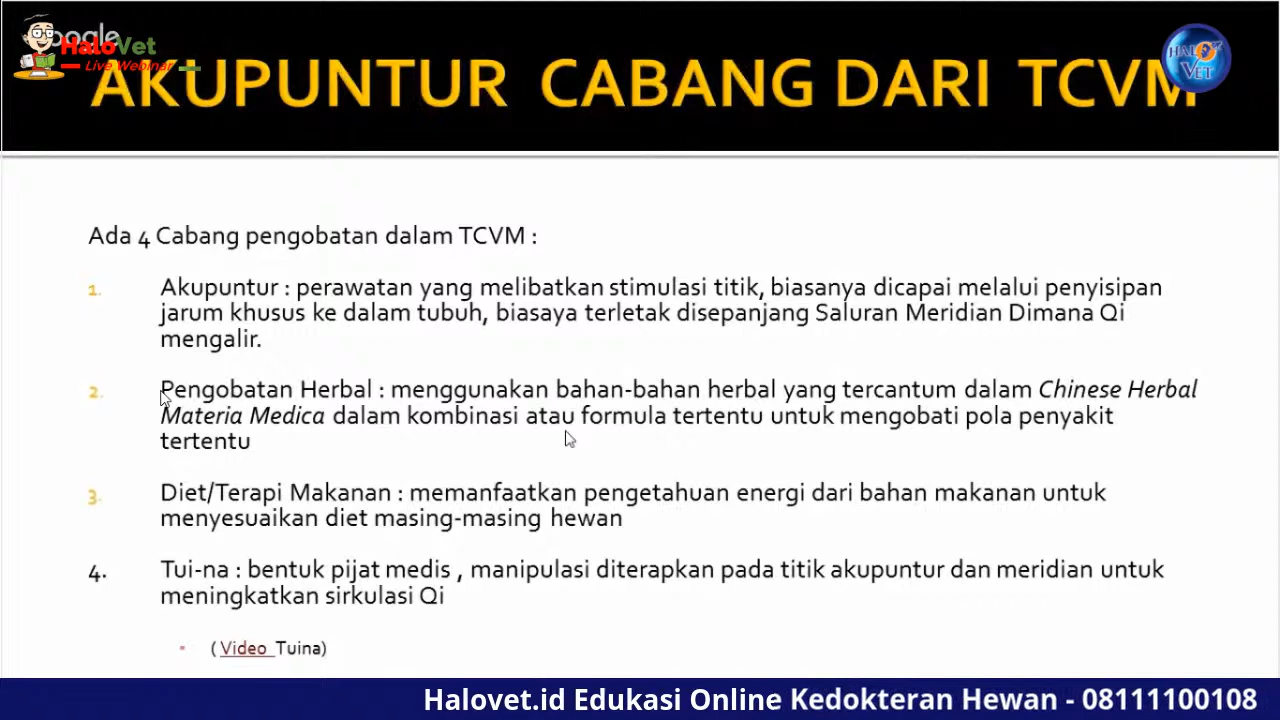 Google
HaloVet
Live Webinar
HALO VET
AKUPUNTUR CABANG DARI TCVM
Ada 4 Cabang pengobatan dalam TCVM :
1. Akupuntur : perawatan yang melibatkan stimulasi titik, biasanya dicapai melalui penyisipan
jarum khusus ke dalam tubuh, biasaya terletak disepanjang Saluran Meridian Dimana Qi
mengalir.
2. Pengobatan Herbal : menggunakan bahan-bahan herbal yang tercantum dalam Chinese Herbal
Materia Medica dalam kombinasi atau formula tertentu untuk mengobati pola penyakit
tertentu
3. Diet/Terapi Makanan : memanfaatkan pengetahuan energi dari bahan makanan untuk
menyesuaikan diet masing-masing hewan
4. Tui-na : bentuk pijat medis , manipulasi diterapkan pada titik akupuntur dan meridian untuk
meningkatkan sirkulasi Qi
▪ ( Video Tuina)
Halovet.id Edukasi Online Kedokteran Hewan - 08111100108